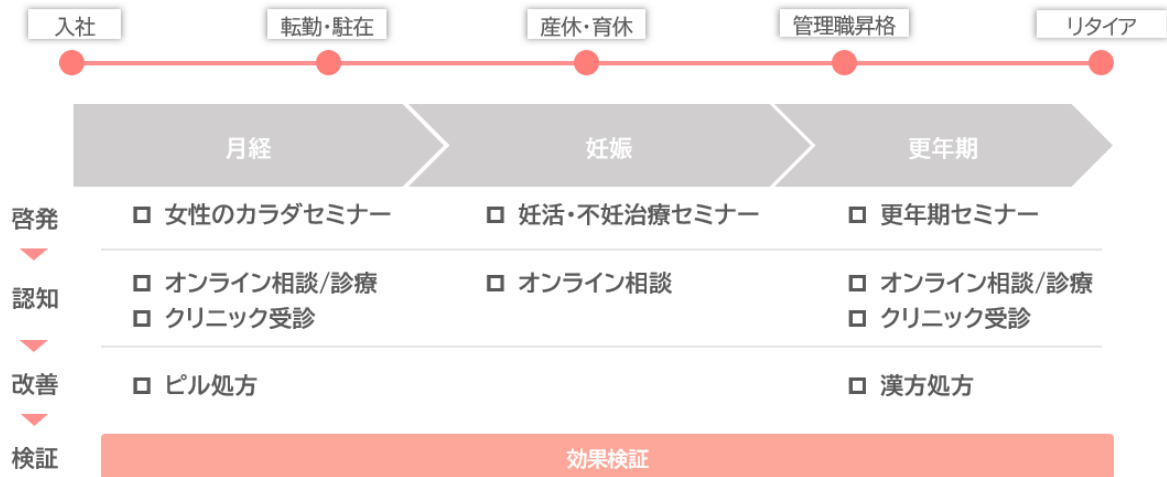 入社 転勤・駐在 産休・育休 管理職昇格 リタイア
月経 妊娠 更年期
啓発 女性のカラダセミナー 妊活・不妊治療セミナー 更年期セミナー
認知 オンライン相談/診療 オンライン相談 オンライン相談/診療
クリニック受診 クリニック受診
改善 ピル処方 漢方処方
検証 効果検証